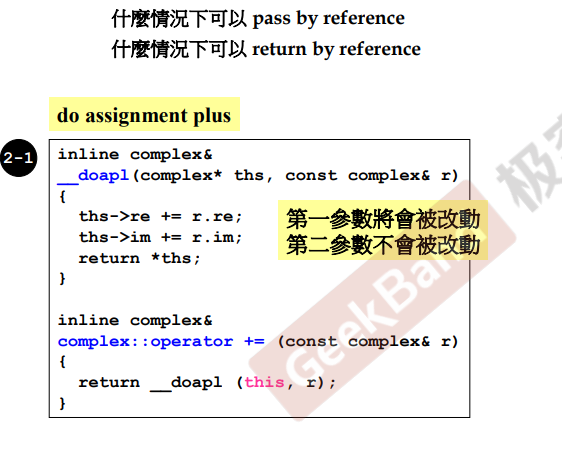 什麼情況下可以 pass by reference
什麼情況下可以 return by reference
do assignment plus
2-1
inline complex&
__doapl(complex* ths, const complex& r)
{
  ths->re += r.re;
  ths->im += r.im;
  return *ths;
}
第一參數將會被改動
第二參數不會被改動
inline complex&
complex::operator += (const complex& r)
{
  return __doapl (this, r);
}
GeekBand
极客